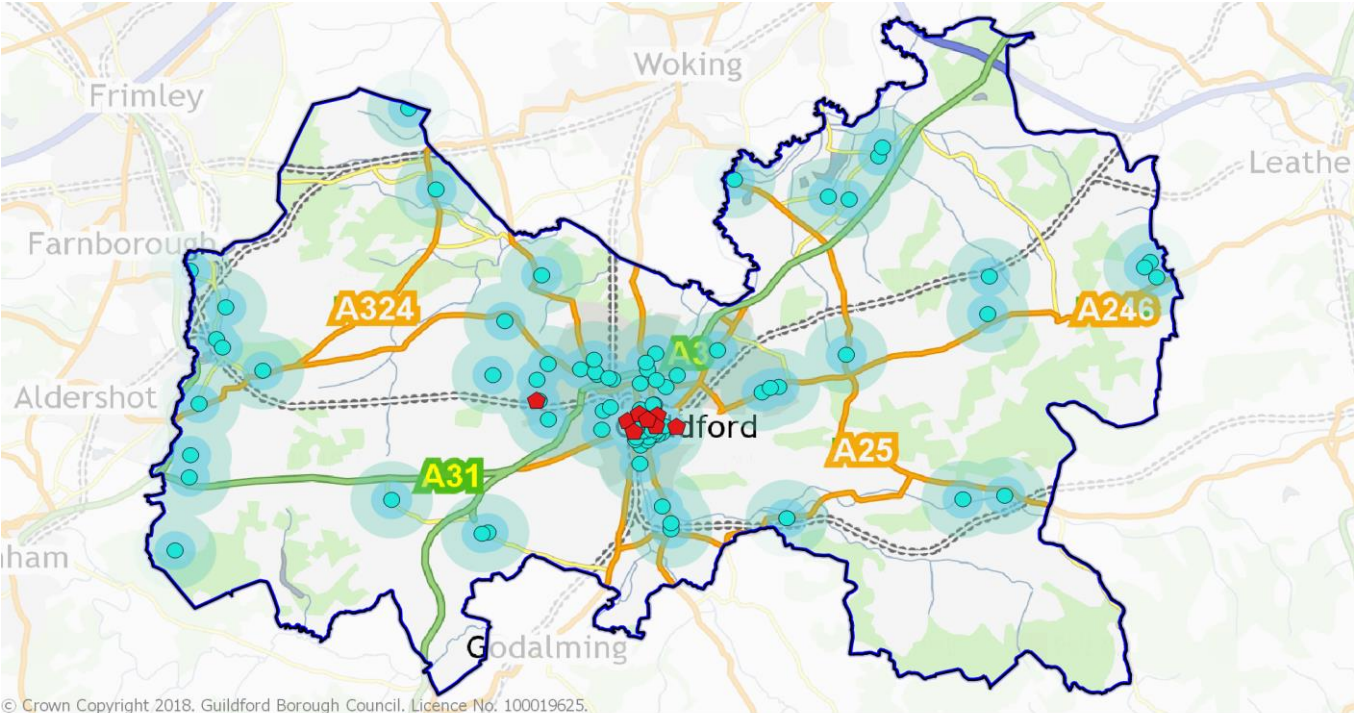 Woking
Frimley
Leathe
Farnborough
A324
A246
A3
Aldershot
dford
A25
A31
ham
Godalming
© Crown Copyright 2018. Guildford Borough Council. Licence No. 100019625.